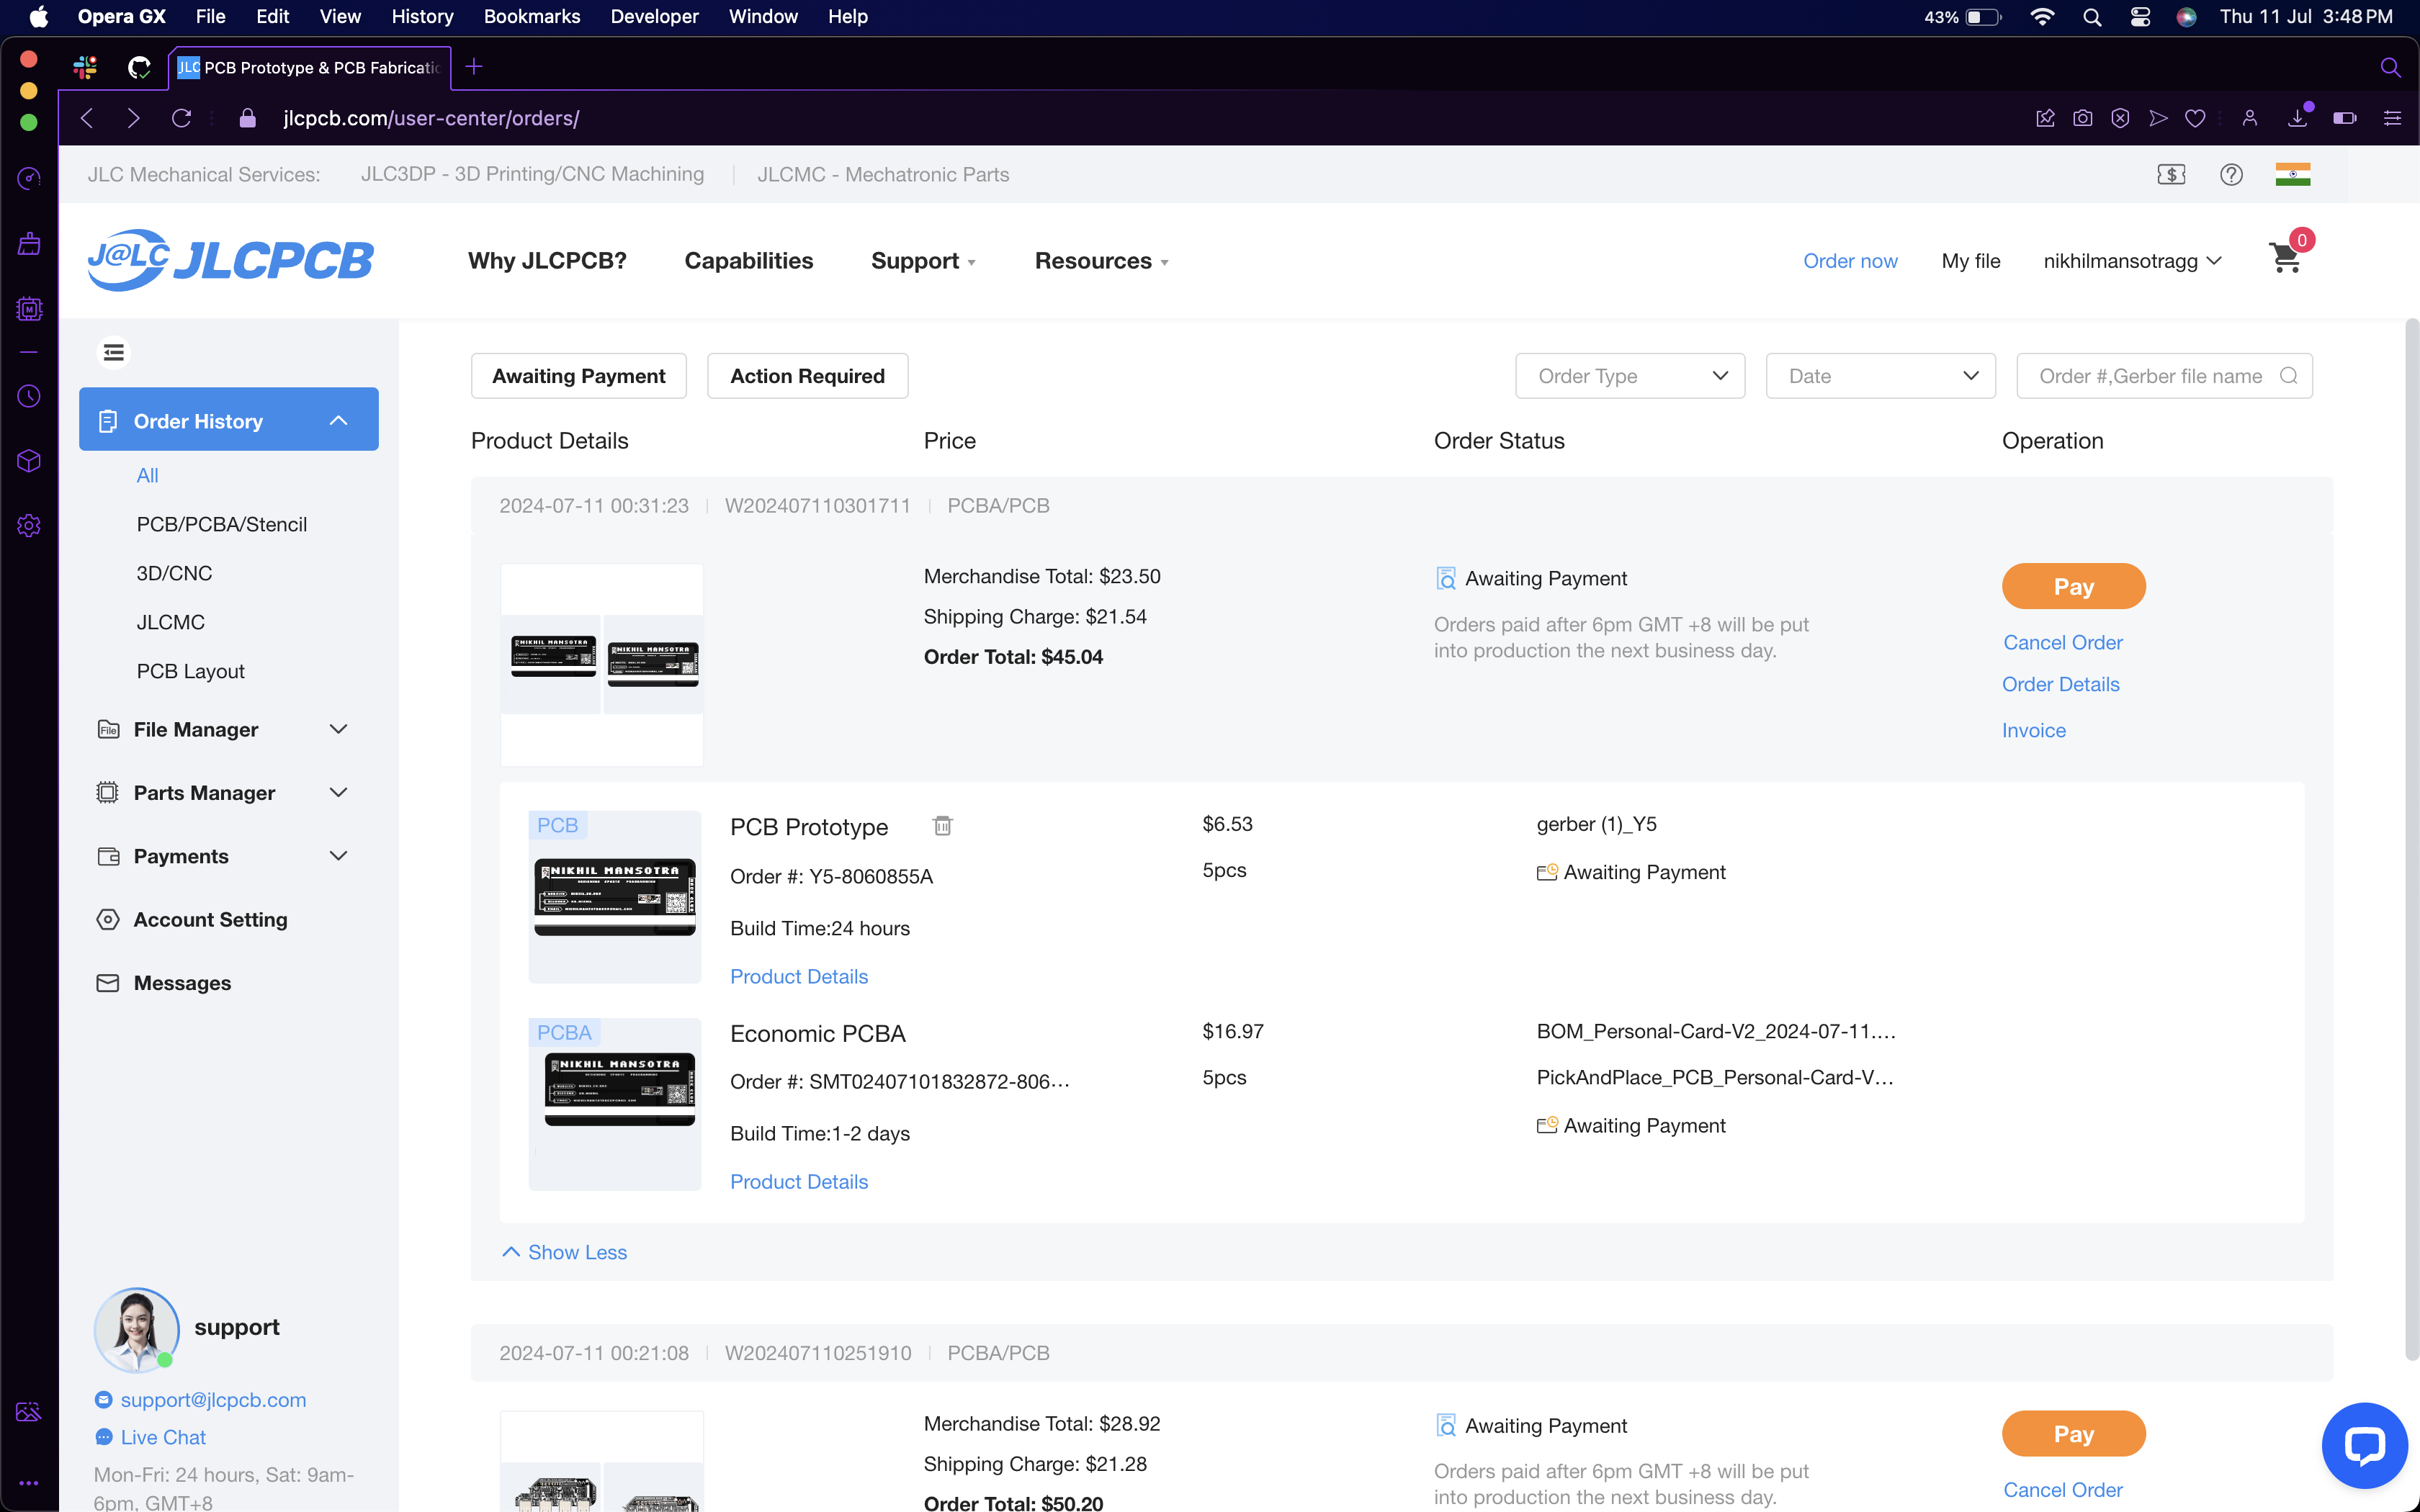 Opera GX File Edit View History Bookmarks Developer Window Help 43% Thu 11 Jul 3:48 PM
JLC PCB Prototype & PCB Fabricatic
jlcpcb.com/user-center/orders/
JLC Mechanical Services: JLC3DP - 3D Printing/CNC Machining JLCMC - Mechatronic Parts
J@LC JLCPCB Why JLCPCB? Capabilities Support Resources Order now My file nikhilmansotragg 0
Awaiting Payment Action Required Order Type Date Order #,Gerber file name
Order History
All
PCB/PCBA/Stencil
3D/CNC
JLCMC
PCB Layout
File Manager
Parts Manager
Payments
Account Setting
Messages
support
support@jlcpcb.com
Live Chat
Mon-Fri: 24 hours, Sat: 9am-
6pm, GMT+8
Product Details Price Order Status Operation
2024-07-11 00:31:23 W202407110301711 PCBA/PCB
NIKHIL MANSOTRA NIKHIL MANSOTRA
Merchandise Total: $23.50
Shipping Charge: $21.54
Order Total: $45.04
Awaiting Payment
Orders paid after 6pm GMT +8 will be put
into production the next business day.
Pay
Cancel Order
Order Details
Invoice
PCB
NIKHIL MANSOTRA
PCB Prototype $6.53 gerber (1)_Y5
Order #: Y5-8060855A 5pcs Awaiting Payment
Build Time:24 hours
Product Details
PCBA
NIKHIL MANSOTRA
Economic PCBA $16.97 BOM_Personal-Card-V2_2024-07-11....
Order #: SMT02407101832872-806... 5pcs PickAndPlace_PCB_Personal-Card-V...
Build Time:1-2 days Awaiting Payment
Product Details
Show Less
2024-07-11 00:21:08 W202407110251910 PCBA/PCB
Merchandise Total: $28.92
Shipping Charge: $21.28
Order Total: $50.20
Awaiting Payment
Orders paid after 6pm GMT +8 will be put
into production the next business day.
Pay
Cancel Order